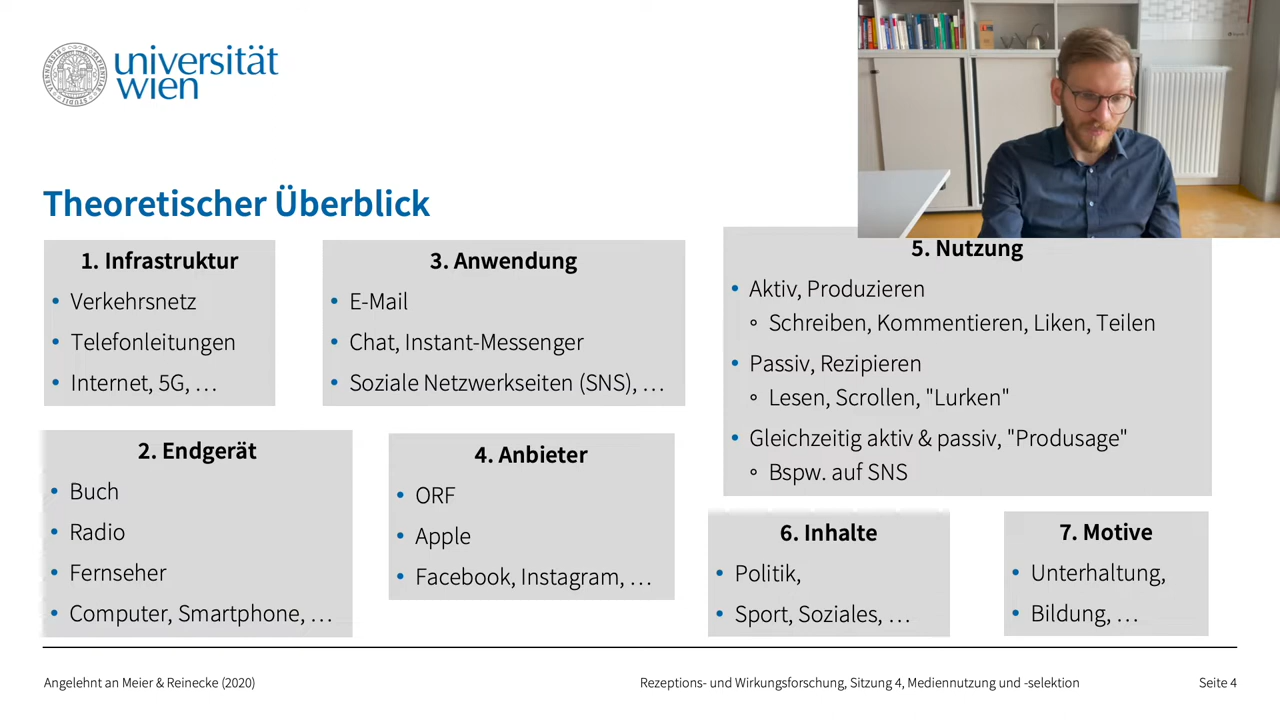 universität
wien
Theoretischer Überblick
1. Infrastruktur
• Verkehrsnetz
• Telefonleitungen
• Internet, 5G, …
2. Endgerät
• Buch
• Radio
• Fernseher
• Computer, Smartphone, …
3. Anwendung
• E-Mail
• Chat, Instant-Messenger
• Soziale Netzwerkseiten (SNS), …
4. Anbieter
• ORF
• Apple
• Facebook, Instagram, …
5. Nutzung
• Aktiv, Produzieren
◦ Schreiben, Kommentieren, Liken, Teilen
• Passiv, Rezipieren
◦ Lesen, Scrollen, "Lurken"
• Gleichzeitig aktiv & passiv, "Produsage"
◦ Bspw. auf SNS
6. Inhalte
• Politik,
• Sport, Soziales, …
7. Motive
• Unterhaltung,
• Bildung, …
Angelehnt an Meier & Reinecke (2020)
Rezeptions- und Wirkungsforschung, Sitzung 4, Mediennutzung und -selektion
Seite 4